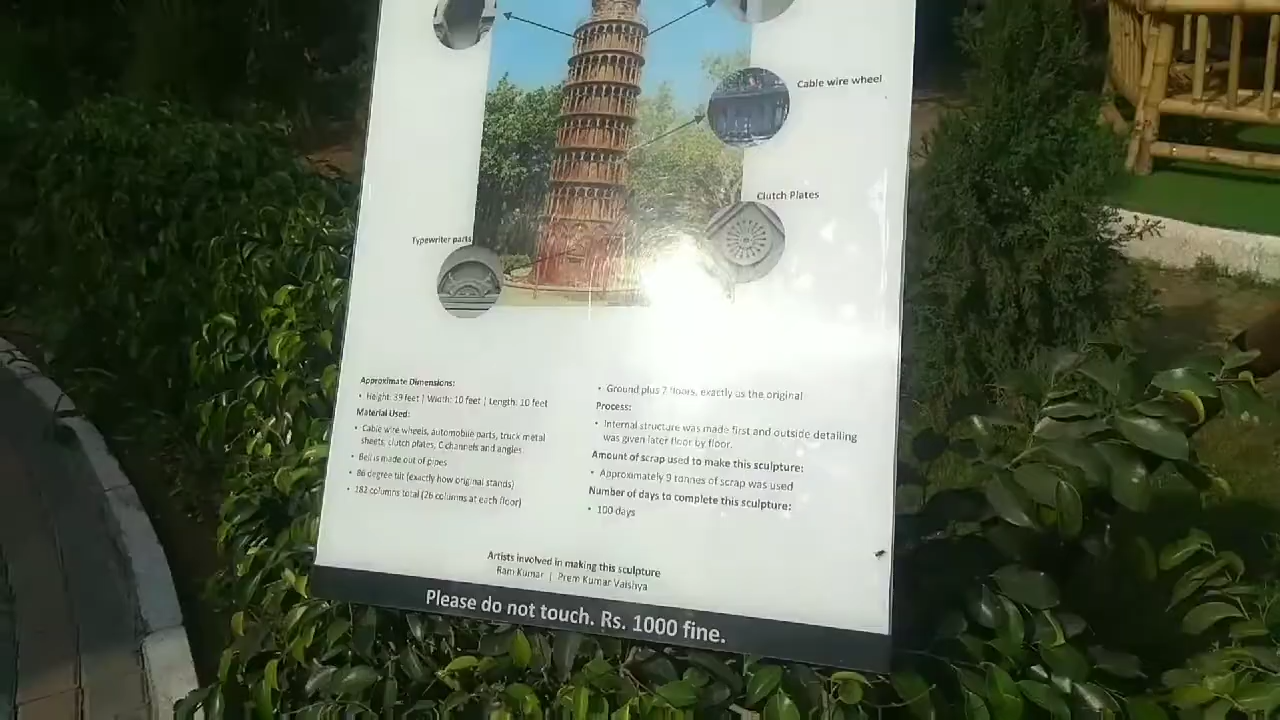 Cable wire wheel
Clutch Plates
Typewriter parts
Approximate Dimensions:
• Height: 39 feet | Width: 10 feet | Length: 10 feet
Material Used:
• Cable wire wheels, automobile parts, truck metal
sheets, clutch plates, C channels and angles
• Bell is made out of pipes
• 86 degree tilt (exactly how original stands)
• 182 columns total (26 columns at each floor)
• Ground plus 7 floors, exactly as the original
Process:
• Internal structure was made first and outside detailing
was given later floor by floor.
Amount of scrap used to make this sculpture:
• Approximately 9 tonnes of scrap was used
Number of days to complete this sculpture:
• 100 days
Artists involved in making this sculpture
Ram Kumar | Prem Kumar Vaishya
Please do not touch. Rs. 1000 fine.